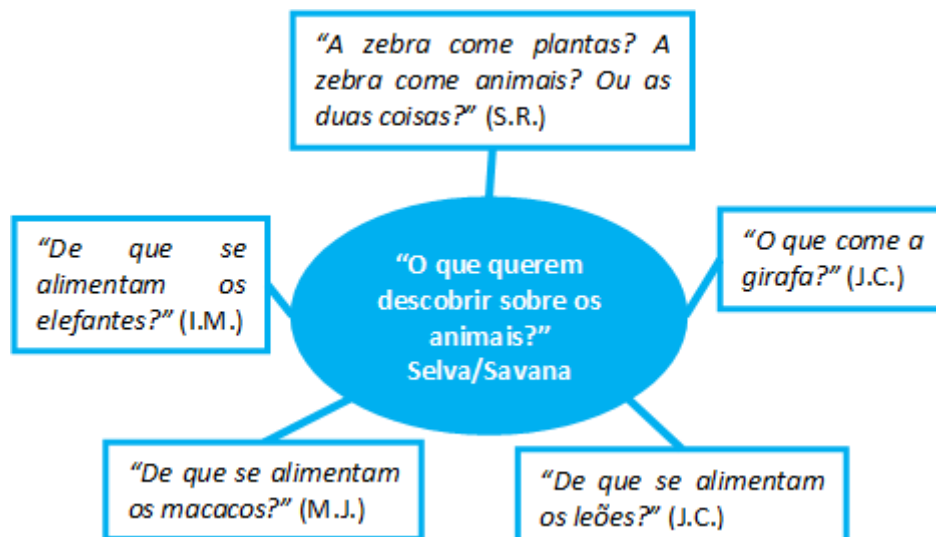 “A zebra come plantas? A
zebra come animais? Ou as
duas coisas?” (S.R.)
“De que se
alimentam os
elefantes?” (I.M.)
“O que querem
descobrir sobre os
animais?”
Selva/Savana
“O que come a
girafa?” (J.C.)
“De que se alimentam
os macacos?” (M.J.)
“De que se alimentam
os leões?” (J.C.)